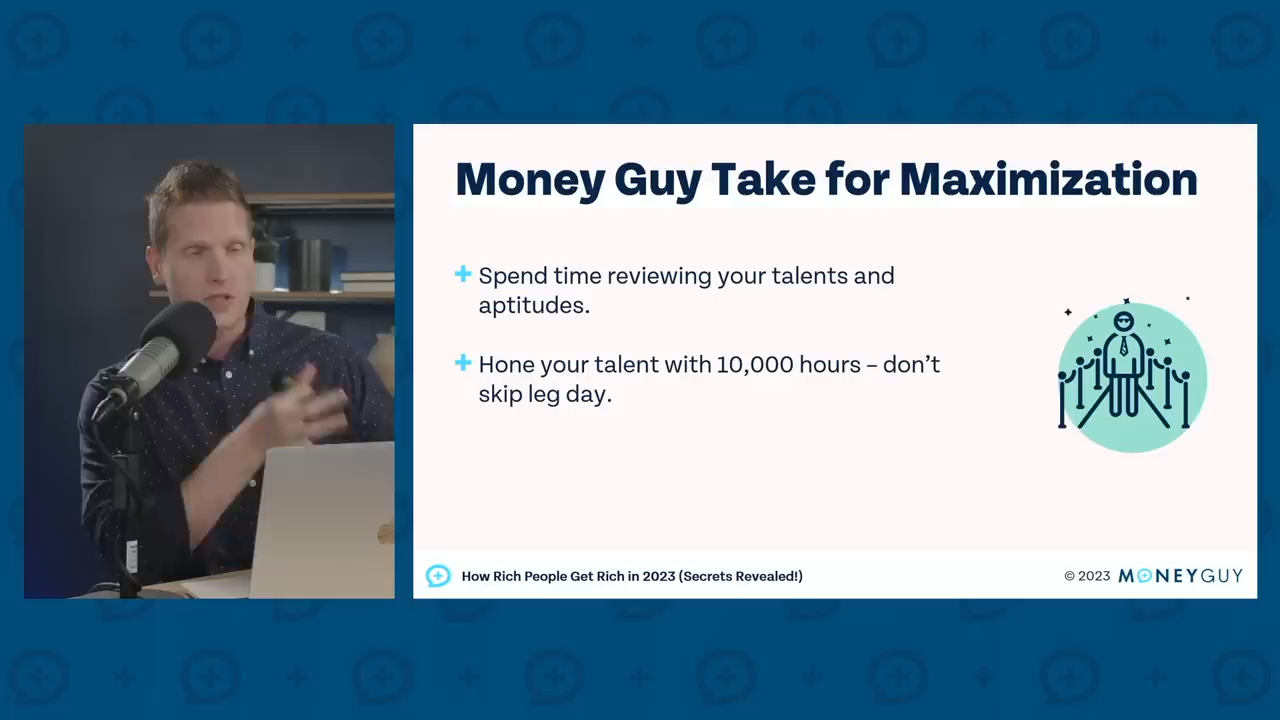 Money Guy Take for Maximization
Spend time reviewing your talents and
aptitudes.
Hone your talent with 10,000 hours – don’t
skip leg day.
How Rich People Get Rich in 2023 (Secrets Revealed!)
© 2023 MONEYGUY